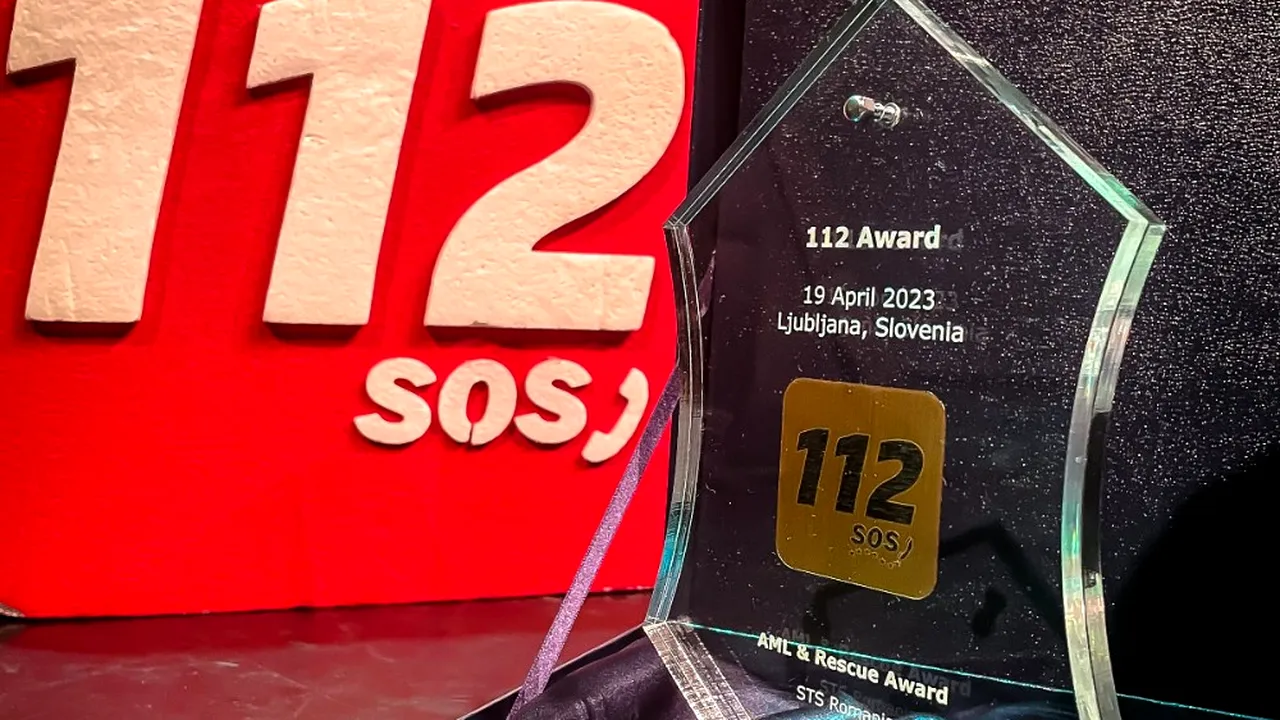 112
SOS
112 Award
19 April 2023
Ljubljana, Slovenia
112
SOS
AML & Rescue Award
STS Romania